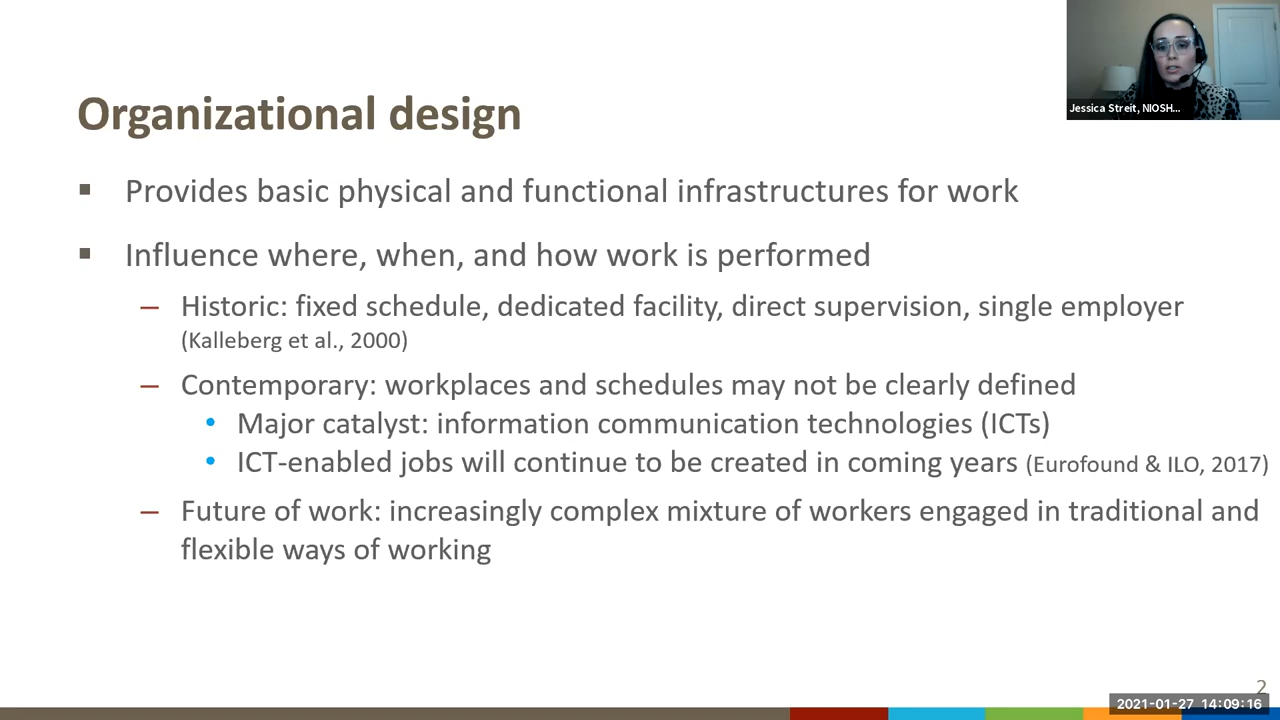 Jessica Streit, NIOSH...
Organizational design
▪ Provides basic physical and functional infrastructures for work
▪ Influence where, when, and how work is performed
– Historic: fixed schedule, dedicated facility, direct supervision, single employer
(Kalleberg et al., 2000)
– Contemporary: workplaces and schedules may not be clearly defined
• Major catalyst: information communication technologies (ICTs)
• ICT-enabled jobs will continue to be created in coming years (Eurofound & ILO, 2017)
– Future of work: increasingly complex mixture of workers engaged in traditional and
flexible ways of working
2
2021-01-27 14:09:16